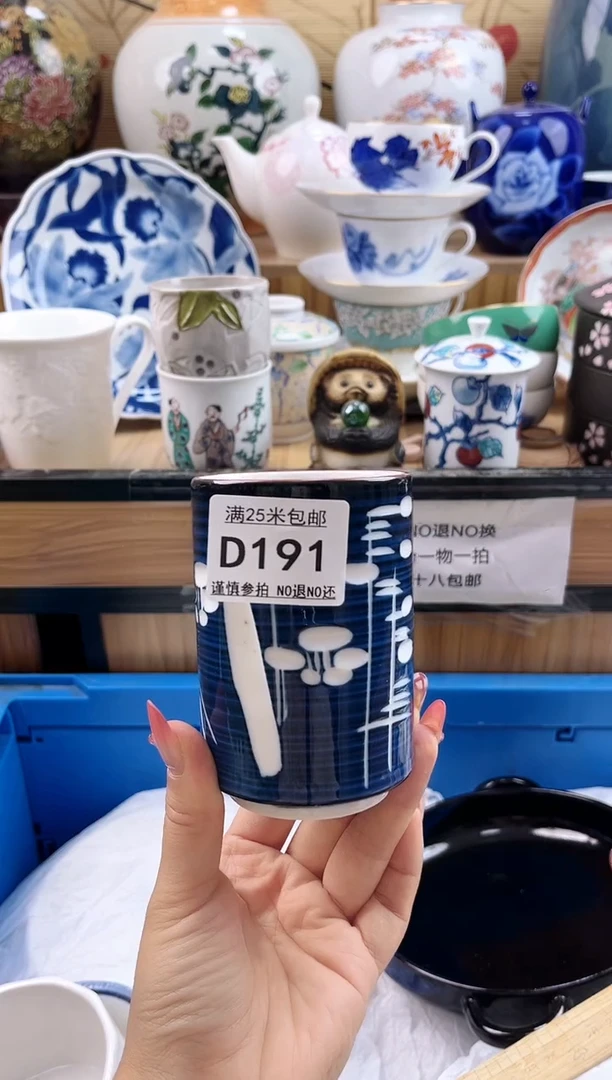 满25米包邮
D191
谨慎参拍 NO退NO还
NO退NO换
一物一拍
十八包邮